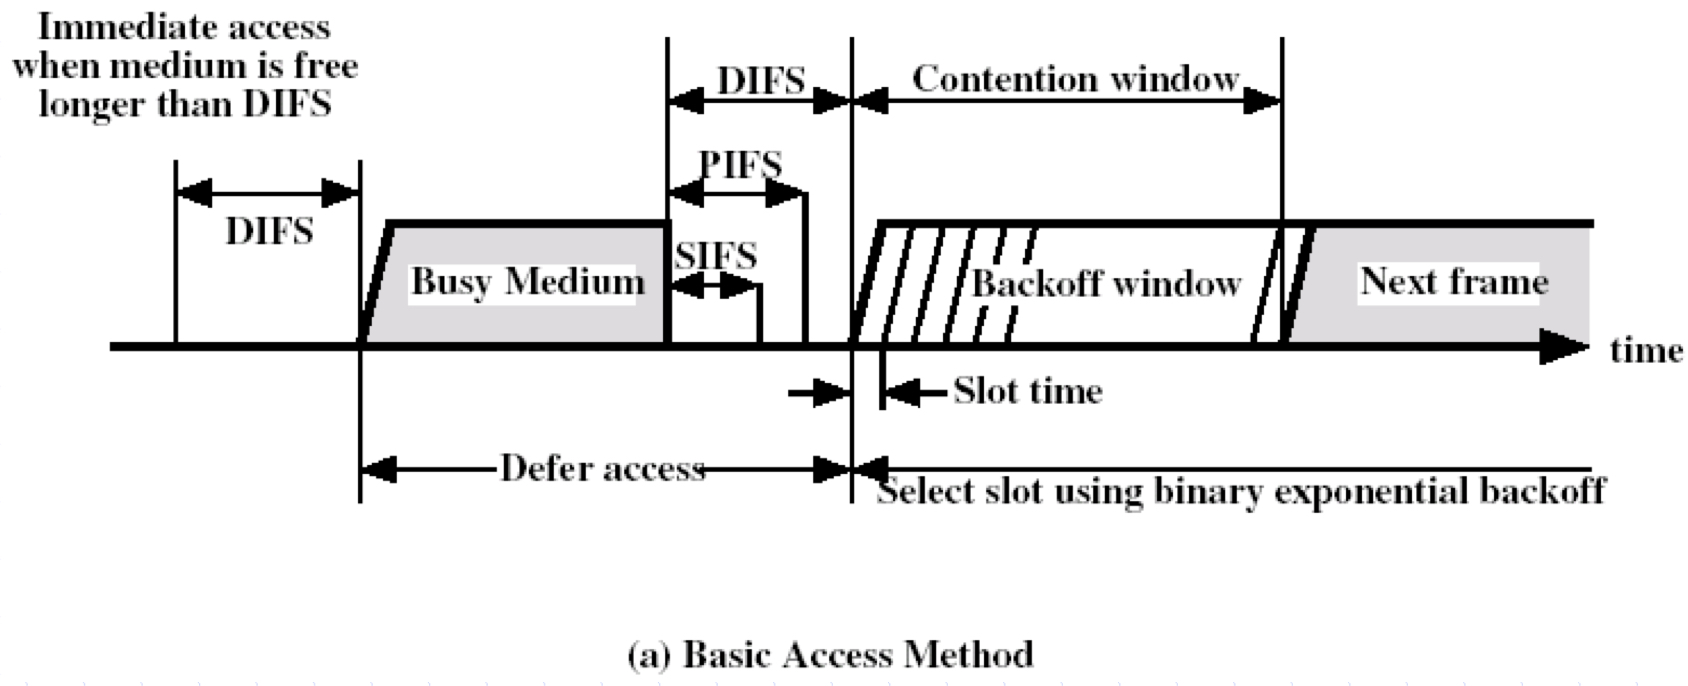 Immediate access
when medium is free
longer than DIFS
DIFS
Contention window
PIFS
DIFS
SIFS
Busy Medium
Backoff window
Next frame
time
Slot time
Defer access
Select slot using binary exponential backoff
(a) Basic Access Method